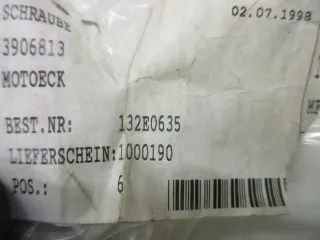 SCHRAUBE 02.07.1998
3906813
MOTOECK
BEST.NR: 132E0635
LIEFERSCHEIN:1000190
POS.: 6